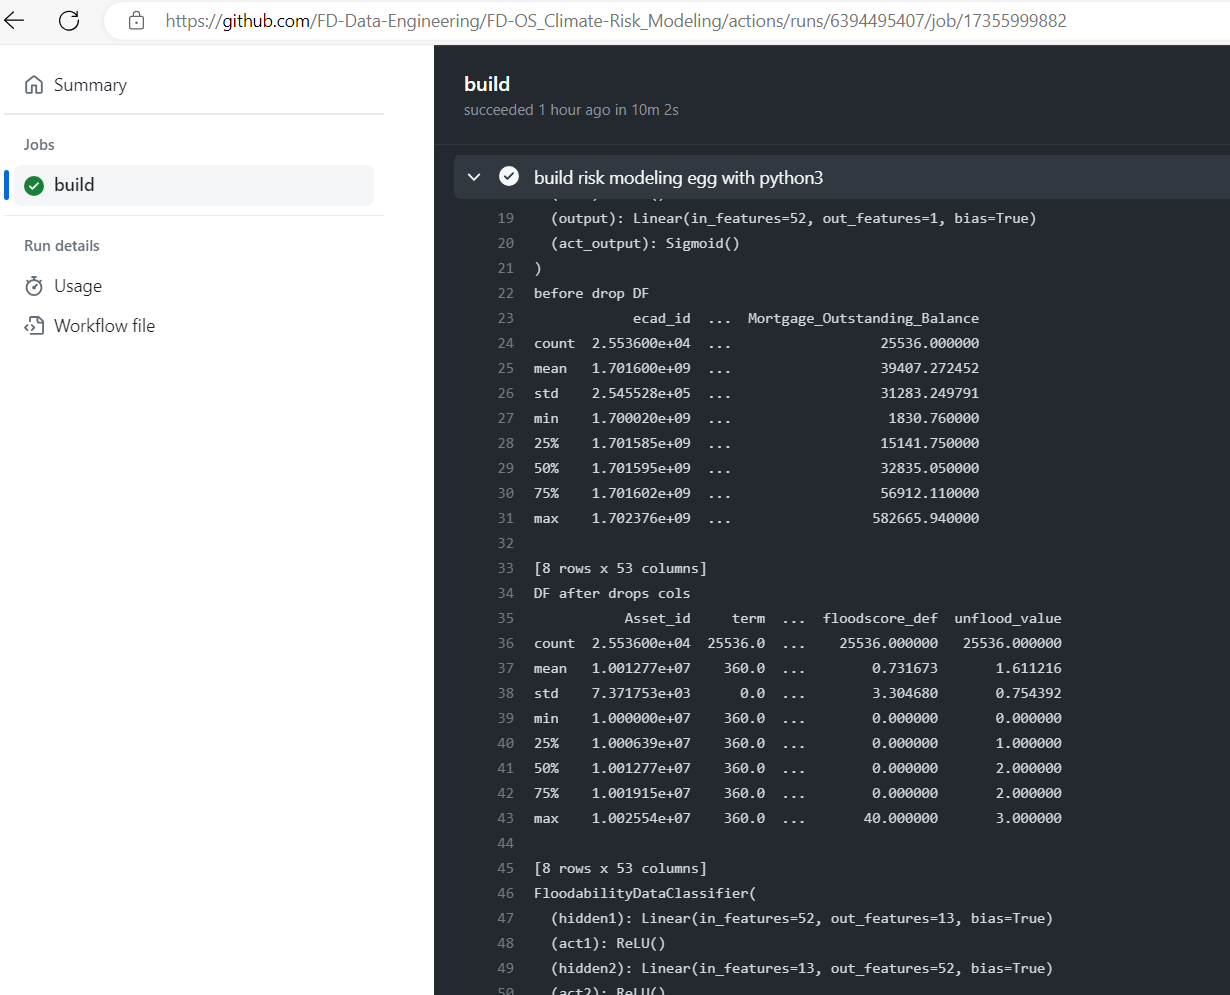 https://github.com/FD-Data-Engineering/FD-OS_Climate-Risk_Modeling/actions/runs/6394495407/job/17355999882
Summary
Jobs
build
Run details
Usage
Workflow file
build
succeeded 1 hour ago in 10m 2s
build risk modeling egg with python3
19 (output): Linear(in_features=52, out_features=1, bias=True)
20 (act_output): Sigmoid()
21 )
22 before drop DF
23 ecad_id ... Mortgage_Outstanding_Balance
24 count 2.553600e+04 ... 25536.000000
25 mean 1.701600e+09 ... 39407.272452
26 std 2.545528e+05 ... 31283.249791
27 min 1.700020e+09 ... 1830.760000
28 25% 1.701585e+09 ... 15141.750000
29 50% 1.701595e+09 ... 32835.050000
30 75% 1.701602e+09 ... 56912.110000
31 max 1.702376e+09 ... 582665.940000
32
33 [8 rows x 53 columns]
34 DF after drops cols
35 Asset_id term ... floodscore_def unflood_value
36 count 2.553600e+04 25536.0 ... 25536.000000 25536.000000
37 mean 1.001277e+07 360.0 ... 0.731673 1.611216
38 std 7.371753e+03 0.0 ... 3.304680 0.754392
39 min 1.000000e+07 360.0 ... 0.000000 0.000000
40 25% 1.000639e+07 360.0 ... 0.000000 1.000000
41 50% 1.001277e+07 360.0 ... 0.000000 2.000000
42 75% 1.001915e+07 360.0 ... 0.000000 2.000000
43 max 1.002554e+07 360.0 ... 40.000000 3.000000
44
45 [8 rows x 53 columns]
46 FloodabilityDataClassifier(
47 (hidden1): Linear(in_features=52, out_features=13, bias=True)
48 (act1): ReLU()
49 (hidden2): Linear(in_features=13, out_features=52, bias=True)
50 (act2): ReLU()